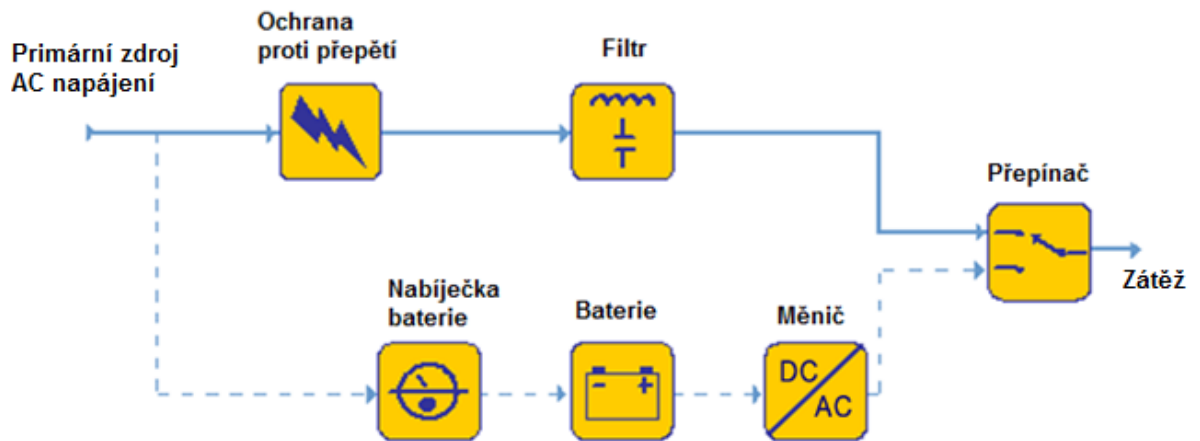 Primární zdroj
AC napájení
Ochrana
proti přepětí
Filtr
Přepínač
Zátěž
Nabíječka
baterie
Baterie
Měnič
DC
AC